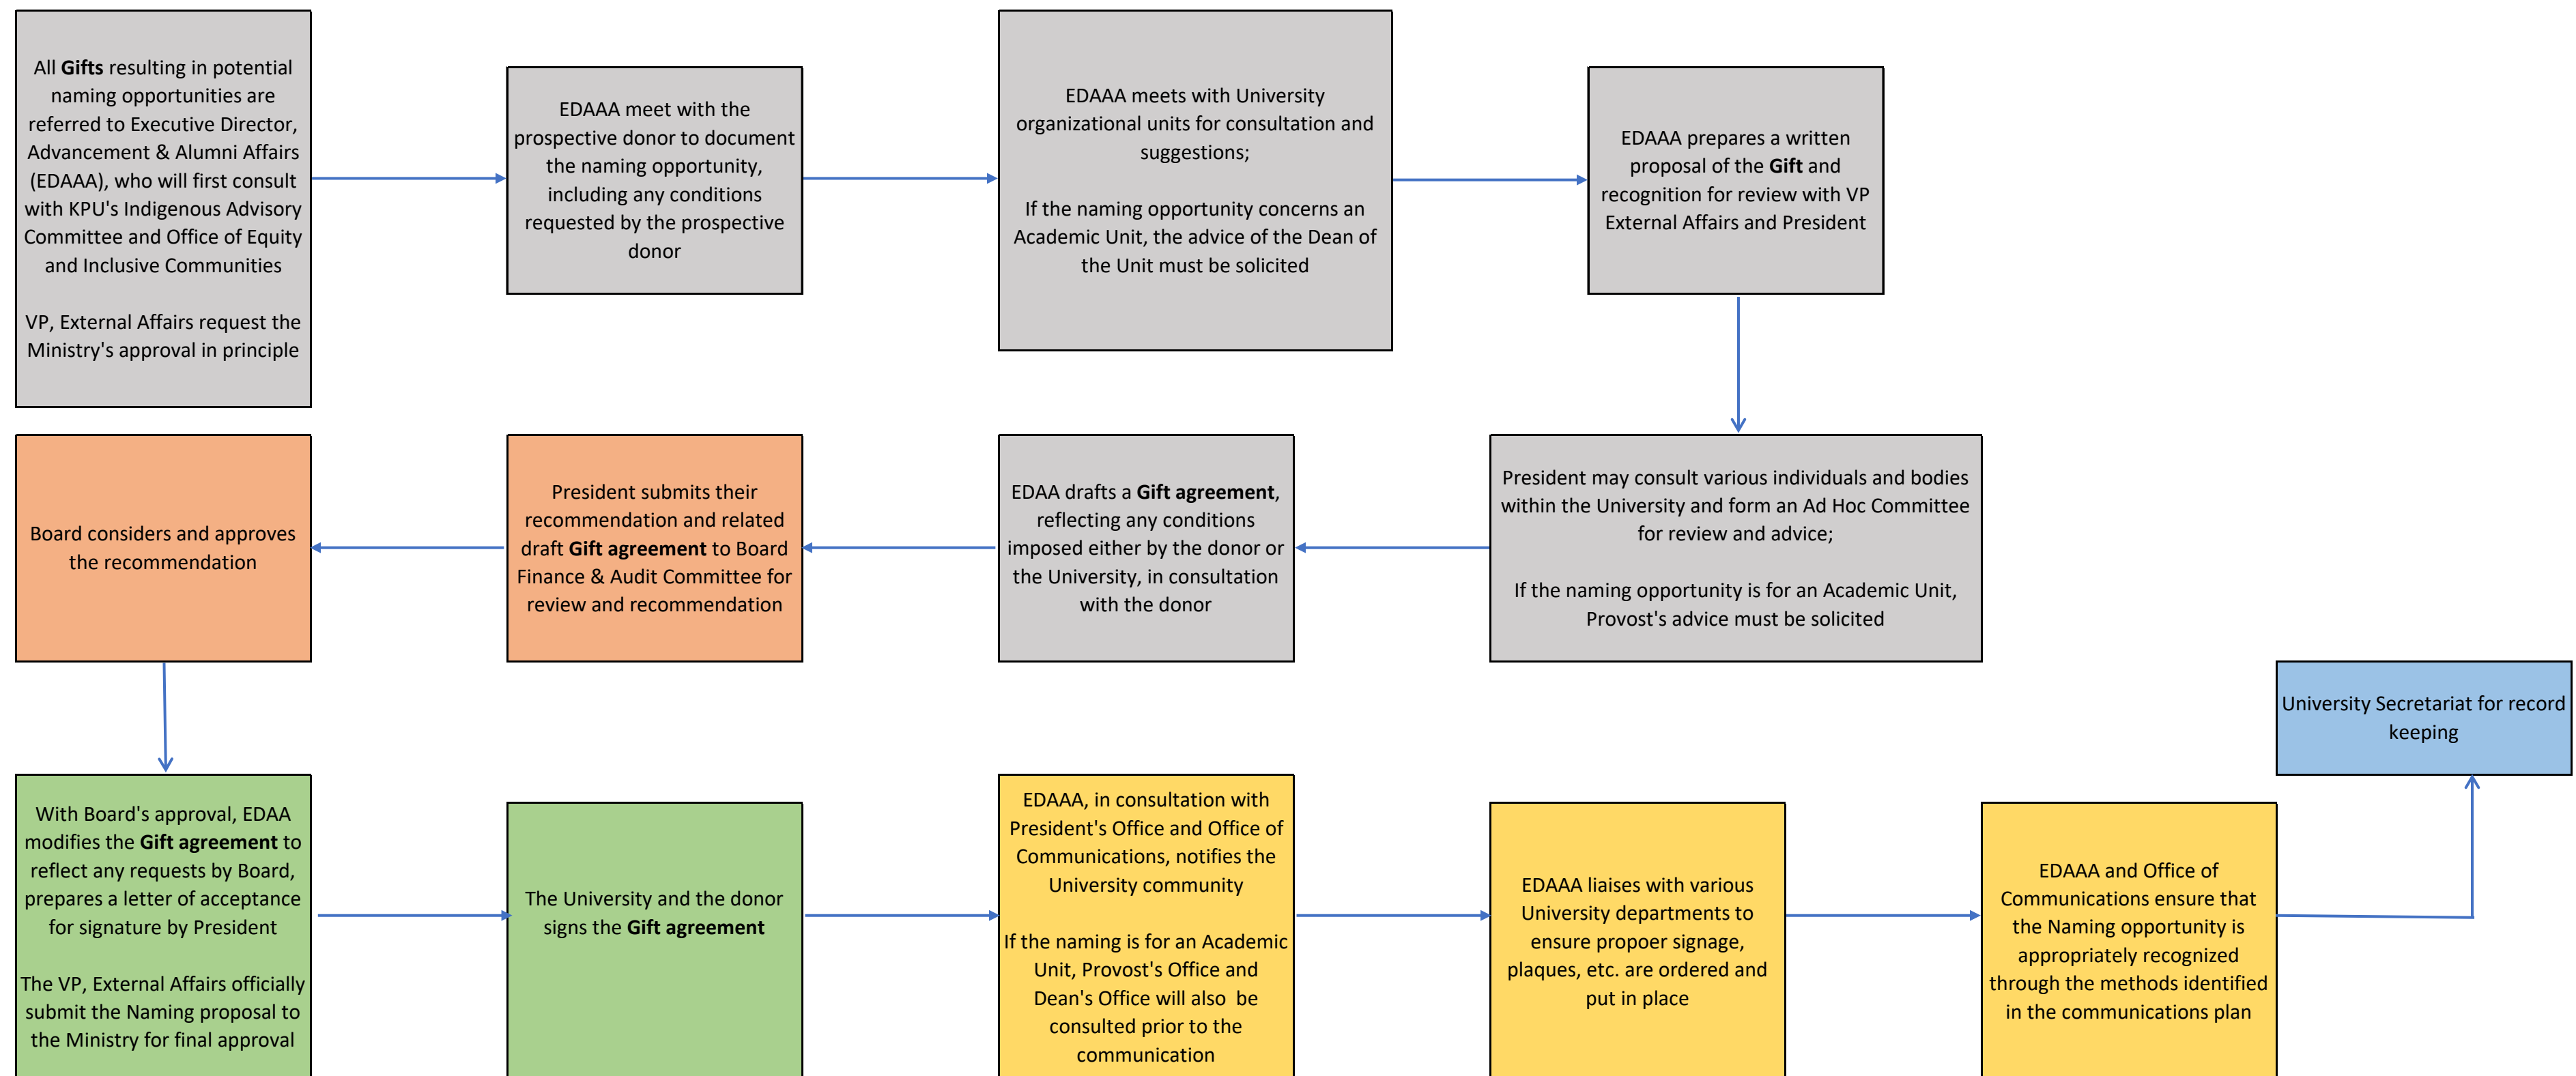 All Gifts resulting in potential
naming opportunities are
referred to Executive Director,
Advancement & Alumni Affairs
(EDAAA), who will first consult
with KPU's Indigenous Advisory
Committee and Office of Equity
and Inclusive Communities
VP, External Affairs request the
Ministry's approval in principle
EDAAA meet with the
prospective donor to document
the naming opportunity,
including any conditions
requested by the prospective
donor
EDAAA meets with University
organizational units for consultation and
suggestions;
If the naming opportunity concerns an
Academic Unit, the advice of the Dean of
the Unit must be solicited
EDAAA prepares a written
proposal of the Gift and
recognition for review with VP
External Affairs and President
President may consult various individuals and bodies
within the University and form an Ad Hoc Committee
for review and advice;
If the naming opportunity is for an Academic Unit,
Provost's advice must be solicited
EDAA drafts a Gift agreement,
reflecting any conditions
imposed either by the donor or
the University, in consultation
with the donor
President submits their
recommendation and related
draft Gift agreement to Board
Finance & Audit Committee for
review and recommendation
Board considers and approves
the recommendation
With Board's approval, EDAA
modifies the Gift agreement to
reflect any requests by Board,
prepares a letter of acceptance
for signature by President
The VP, External Affairs officially
submit the Naming proposal to
the Ministry for final approval
The University and the donor
signs the Gift agreement
EDAAA, in consultation with
President's Office and Office of
Communications, notifies the
University community
If the naming is for an Academic
Unit, Provost's Office and
Dean's Office will also be
consulted prior to the
communication
EDAAA liaises with various
University departments to
ensure propoer signage,
plaques, etc. are ordered and
put in place
EDAAA and Office of
Communications ensure that
the Naming opportunity is
appropriately recognized
through the methods identified
in the communications plan
University Secretariat for record
keeping